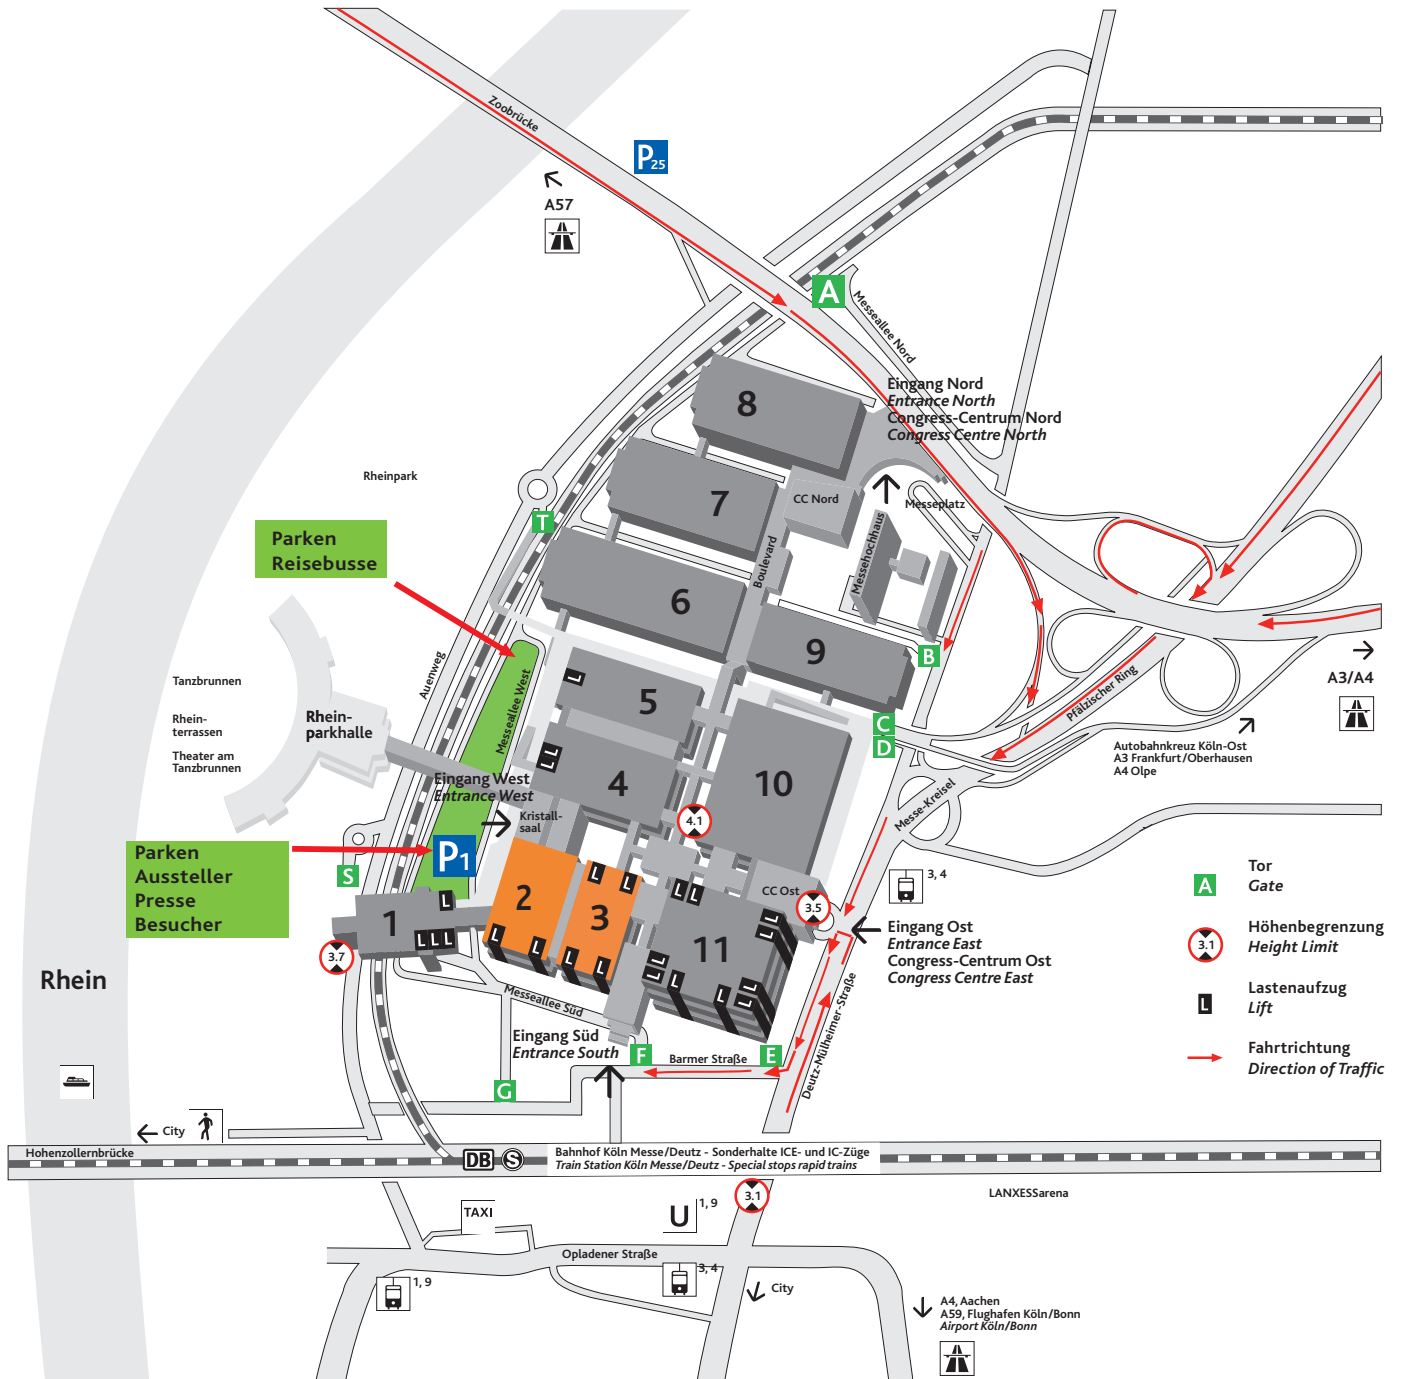 Zoobrücke
P25
A57
A
Messeallee Nord
Eingang Nord
Entrance North
Congress-Centrum Nord
Congress Centre North
8
Rheinpark
7
CC Nord
Messeplatz
T
Parken
Reisebusse
Boulevard
Messehochhaus
6
9
B
A3/A4
Auenweg
Tanzbrunnen
Rhein-
terrassen
Theater am
Tanzbrunnen
Rhein-
parkhalle
Messeallee West
L
5
Pfälzischer Ring
C
D
Autobahnkreuz Köln-Ost
A3 Frankfurt/Oberhausen
A4 Olpe
Eingang West
Entrance West
L
L
4
10
Messe-Kreisel
Kristall-
saal
4.1
P1
Parken
Aussteller
Presse
Besucher
S
L
1
L L L
2
L
L
3
L
L
L
L
L L
CC Ost
3.5
3, 4
11
L
L
L
L
L
L
L
L
3.7
Eingang Ost
Entrance East
Congress-Centrum Ost
Congress Centre East
Tor
Gate
A
Höhenbegrenzung
Height Limit
3.1
Lastenaufzug
Lift
L
Fahrtrichtung
Direction of Traffic
Rhein
Messeallee Süd
Eingang Süd
Entrance South
F
Barmer Straße
E
Deutz-Mülheimer-Straße
G
City
Hohenzollernbrücke
DB
S
Bahnhof Köln Messe/Deutz - Sonderhalte ICE- und IC-Züge
Train Station Köln Messe/Deutz - Special stops rapid trains
3.1
LANXESSarena
TAXI
U
1, 9
Opladener Straße
1, 9
3, 4
City
A4, Aachen
A59, Flughafen Köln/Bonn
Airport Köln/Bonn